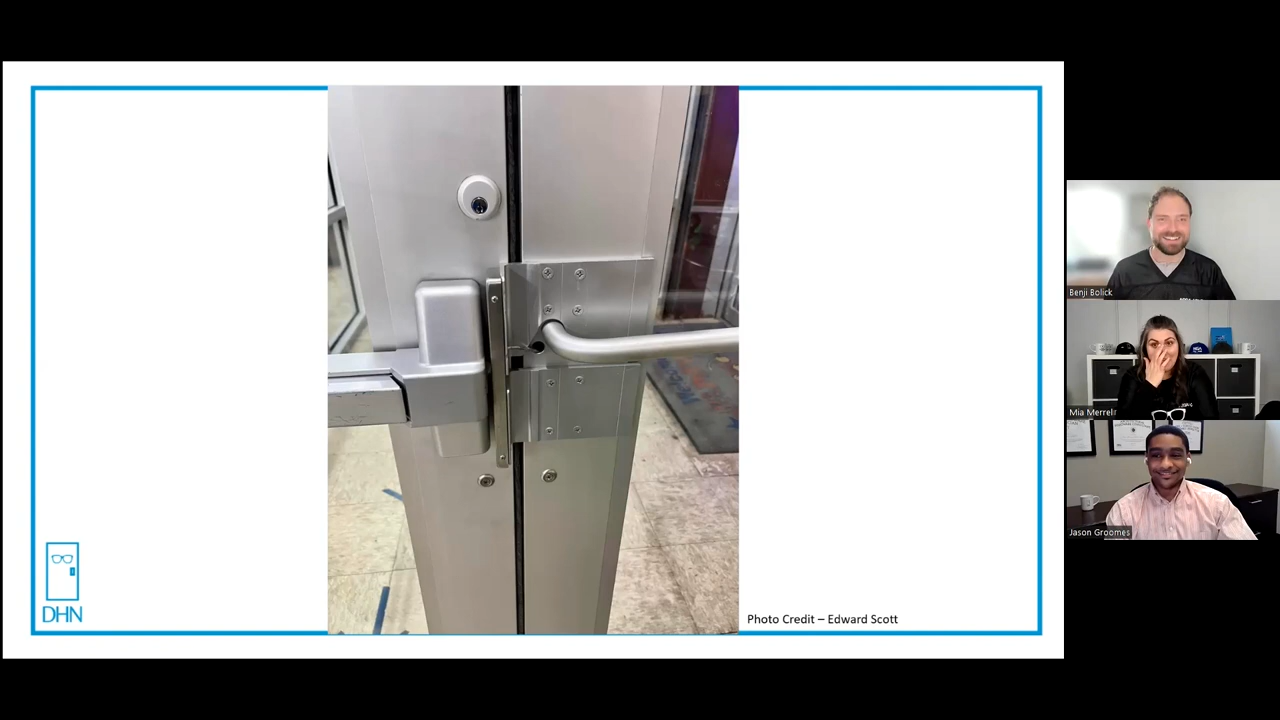 DHN
Photo Credit – Edward Scott
Benji Bolick
Mia Merrell
Jason Groomes